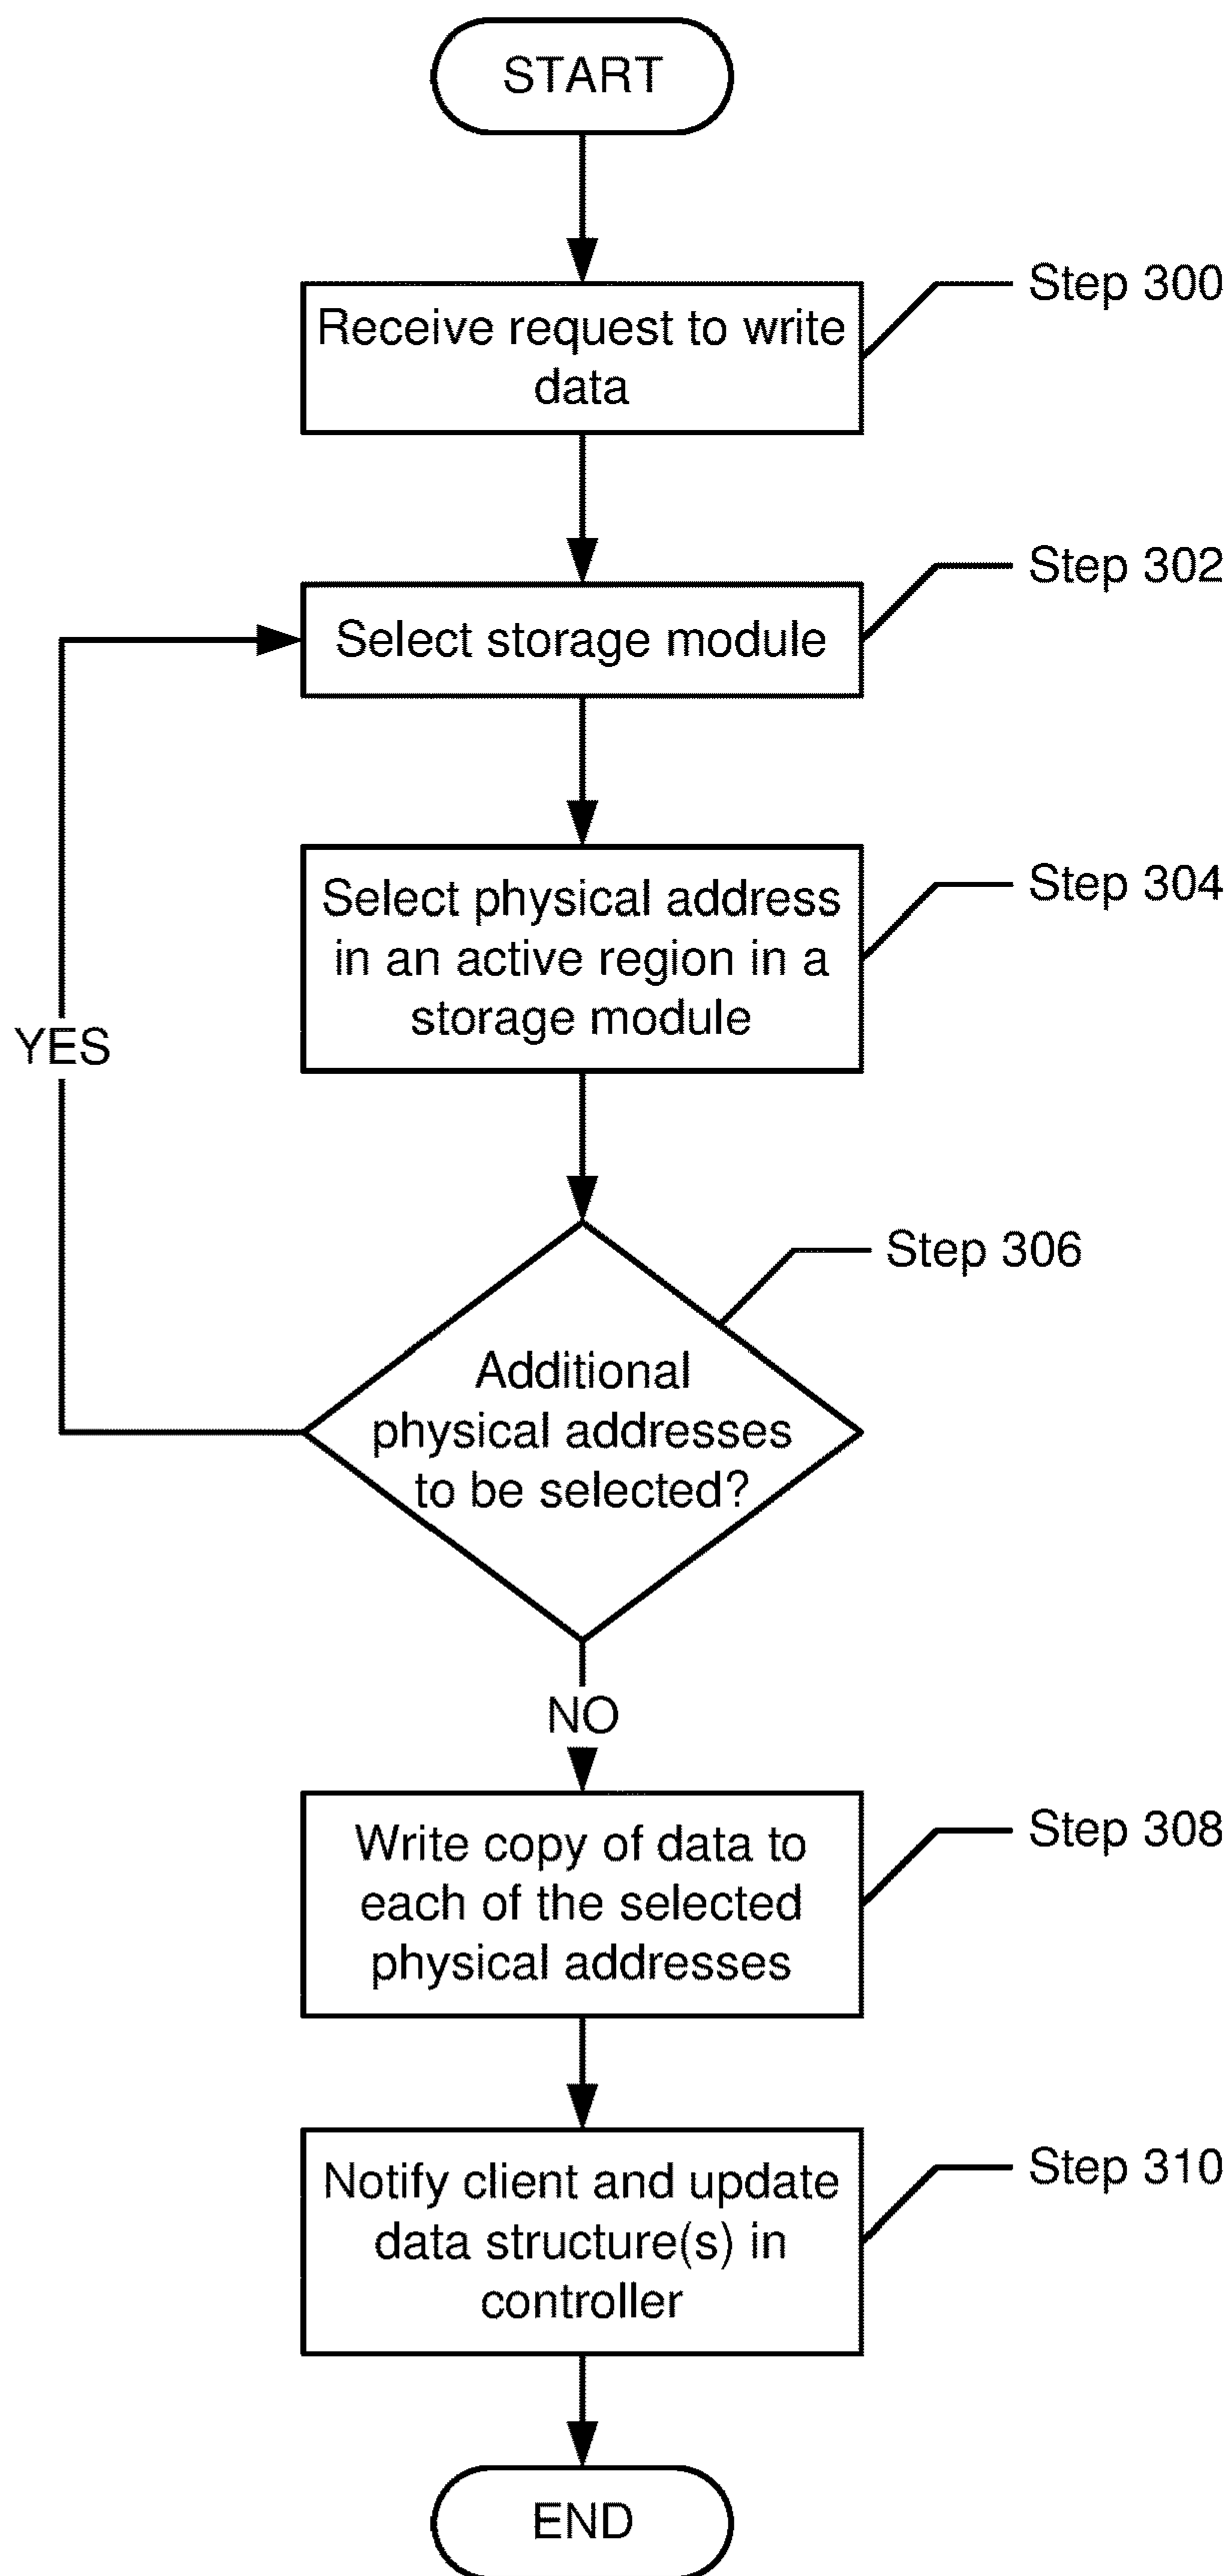 START
Step 300
Receive request to write
data
Step 302
Select storage module
Step 304
Select physical address
in an active region in a
storage module
YES
Step 306
Additional
physical addresses
to be selected?
NO
Step 308
Write copy of data to
each of the selected
physical addresses
Step 310
Notify client and update
data structure(s) in
controller
END